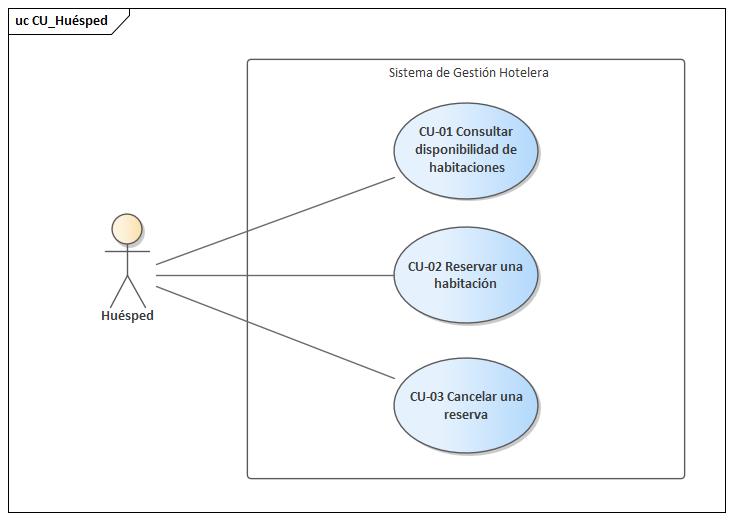 uc CU_Huésped
Sistema de Gestión Hotelera
CU-01 Consultar
disponibilidad de
habitaciones
CU-02 Reservar una
habitación
Huésped
CU-03 Cancelar una
reserva